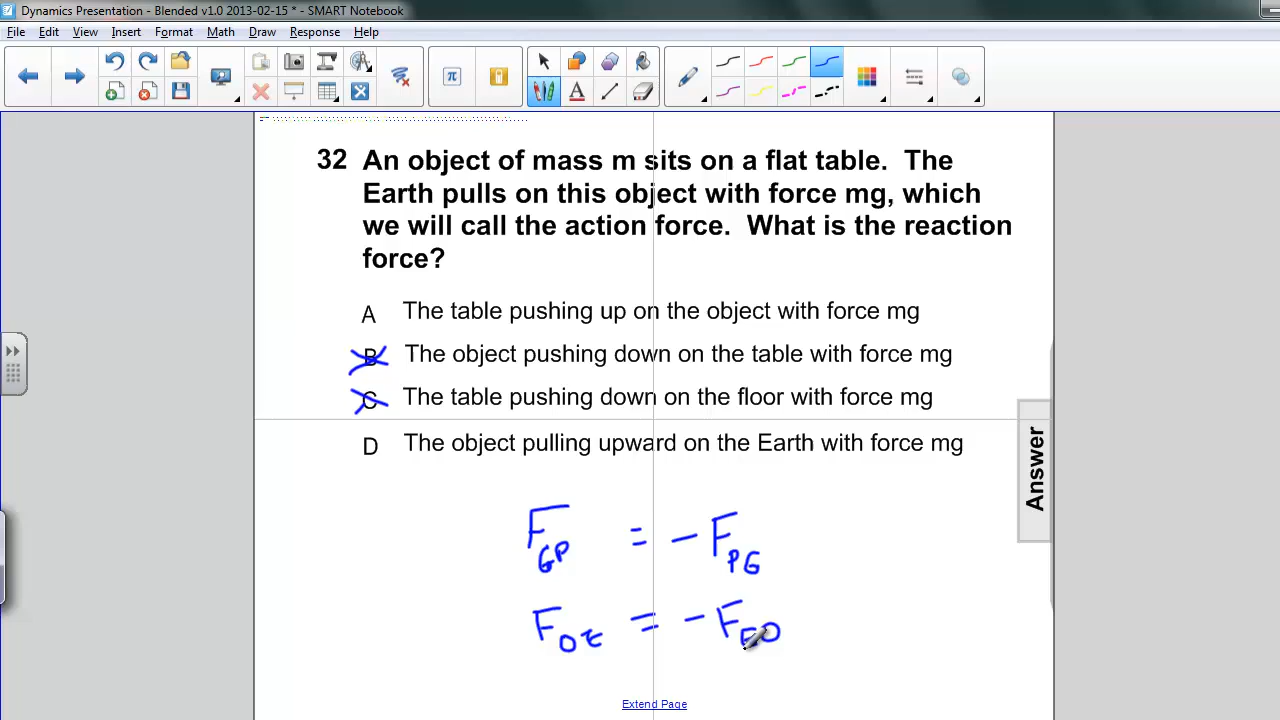 Dynamics Presentation - Blended v1.0 2013-02-15 * - SMART Notebook
File Edit View Insert Format Math Draw Response Help
π
A
32 An object of mass m sits on a flat table. The
Earth pulls on this object with force mg, which
we will call the action force. What is the reaction
force?
A The table pushing up on the object with force mg
B The object pushing down on the table with force mg
C The table pushing down on the floor with force mg
D The object pulling upward on the Earth with force mg
Answer
F_GP = - F_PG
F_OE = - F_EO
Extend Page